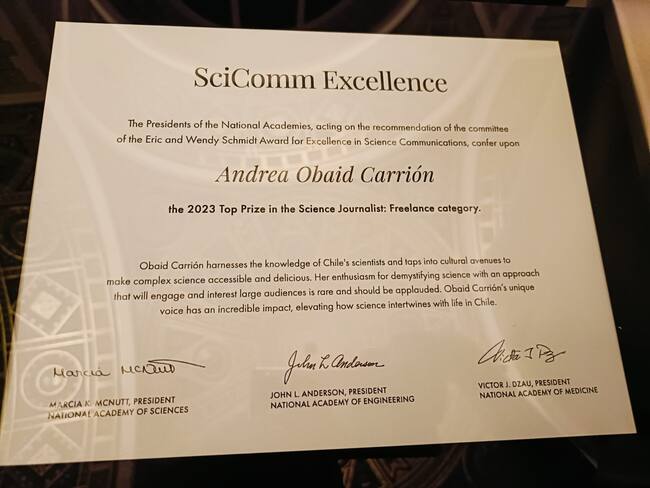 SciComm Excellence
The Presidents of the National Academies, acting on the recommendation of the committee
of the Eric and Wendy Schmidt Award for Excellence in Science Communications, confer upon
Andrea Obaid Carrión
the 2023 Top Prize in the Science Journalist: Freelance category.
Obaid Carrión harnesses the knowledge of Chile's scientists and taps into cultural avenues to
make complex science accessible and delicious. Her enthusiasm for demystifying science with an approach
that will engage and interest large audiences is rare and should be applauded. Obaid Carrión's unique
voice has an incredible impact, elevating how science intertwines with life in Chile.
Marcia McNutt
MARCIA K. MCNUTT, PRESIDENT
NATIONAL ACADEMY OF SCIENCES
John L. Anderson
JOHN L. ANDERSON, PRESIDENT
NATIONAL ACADEMY OF ENGINEERING
Victor J Dzau
VICTOR J. DZAU, PRESIDENT
NATIONAL ACADEMY OF MEDICINE